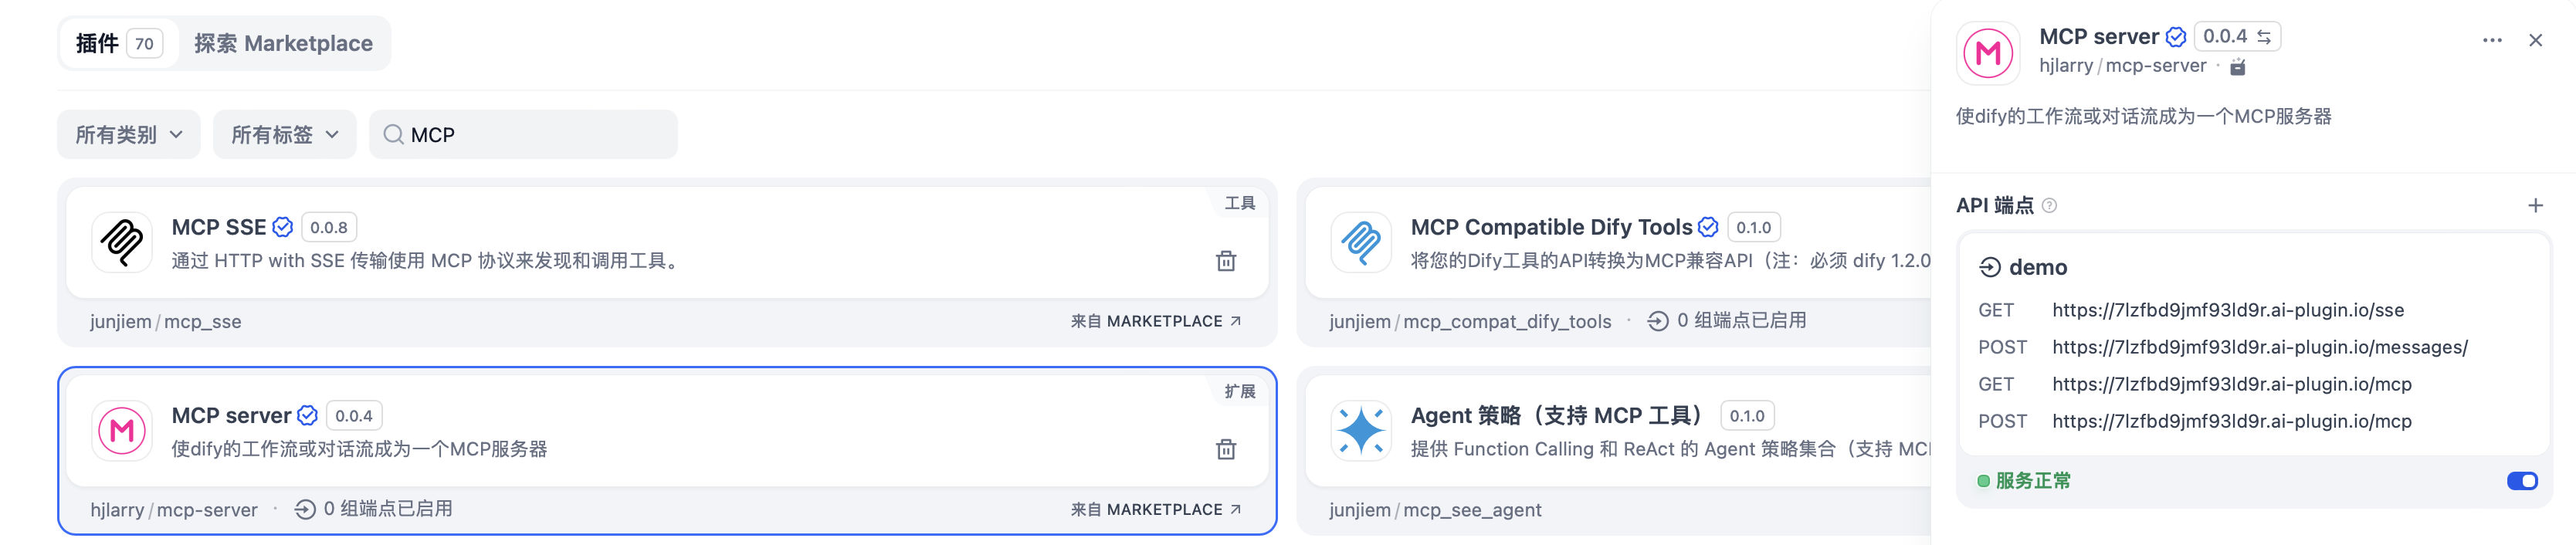 插件 70 探索 Marketplace
所有类别 所有标签 MCP
工具
MCP SSE 0.0.8
通过 HTTP with SSE 传输使用 MCP 协议来发现和调用工具。
junjiem / mcp_sse 来自 MARKETPLACE
MCP Compatible Dify Tools 0.1.0
将您的Dify工具的API转换为MCP兼容API（注：必须 dify 1.2.0
junjiem / mcp_compat_dify_tools · 0 组端点已启用
扩展
MCP server 0.0.4
使dify的工作流或对话流成为一个MCP服务器
hjlarry / mcp-server · 0 组端点已启用 来自 MARKETPLACE
Agent 策略（支持 MCP 工具） 0.1.0
提供 Function Calling 和 ReAct 的 Agent 策略集合（支持 MC
junjiem / mcp_see_agent
MCP server 0.0.4
hjlarry / mcp-server ·
使dify的工作流或对话流成为一个MCP服务器
API 端点
demo
GET https://7lzfbd9jmf93ld9r.ai-plugin.io/sse
POST https://7lzfbd9jmf93ld9r.ai-plugin.io/messages/
GET https://7lzfbd9jmf93ld9r.ai-plugin.io/mcp
POST https://7lzfbd9jmf93ld9r.ai-plugin.io/mcp
服务正常